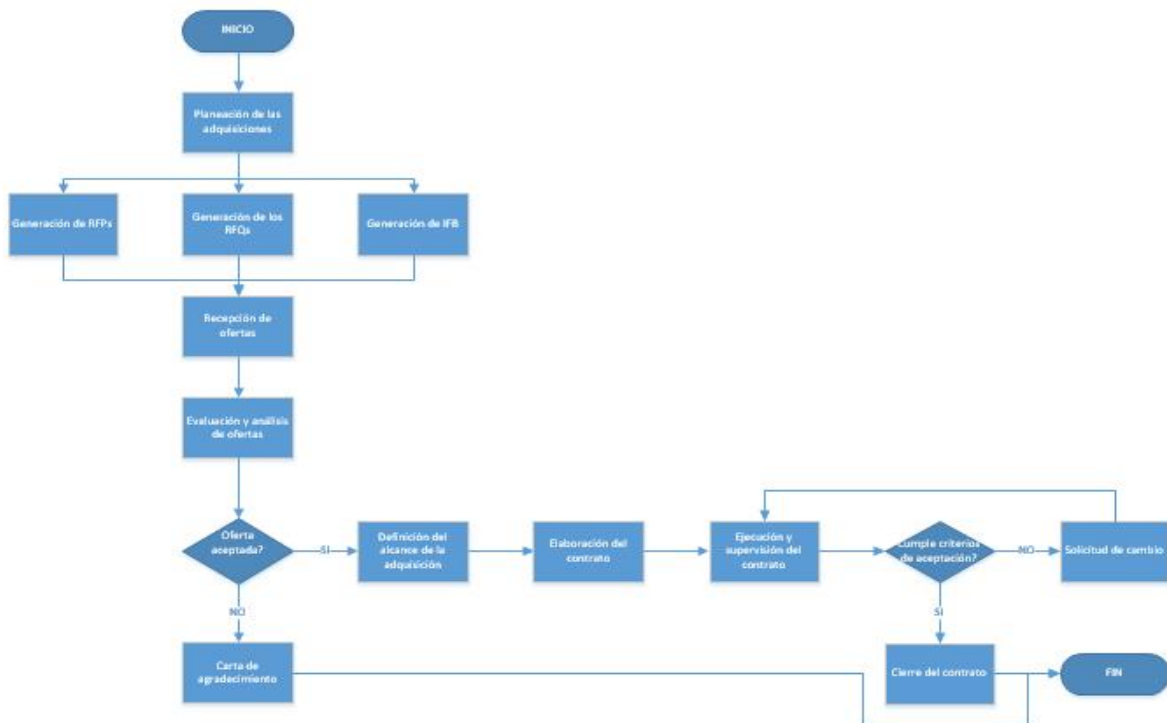 INICIO
Planeación de las
adquisiciones
Generación de RFPs
Generación de los
RFQs
Generación de IFB
Recepción de
ofertas
Evaluación y análisis
de ofertas
Oferta
aceptada?
SI
Definición del
alcance de la
adquisición
Elaboración del
contrato
Ejecución y
supervisión del
contrato
Cumple criterios
de aceptación?
NO
Solicitud de cambio
NO
SI
Carta de
agradecimiento
Cierre del contrato
FIN